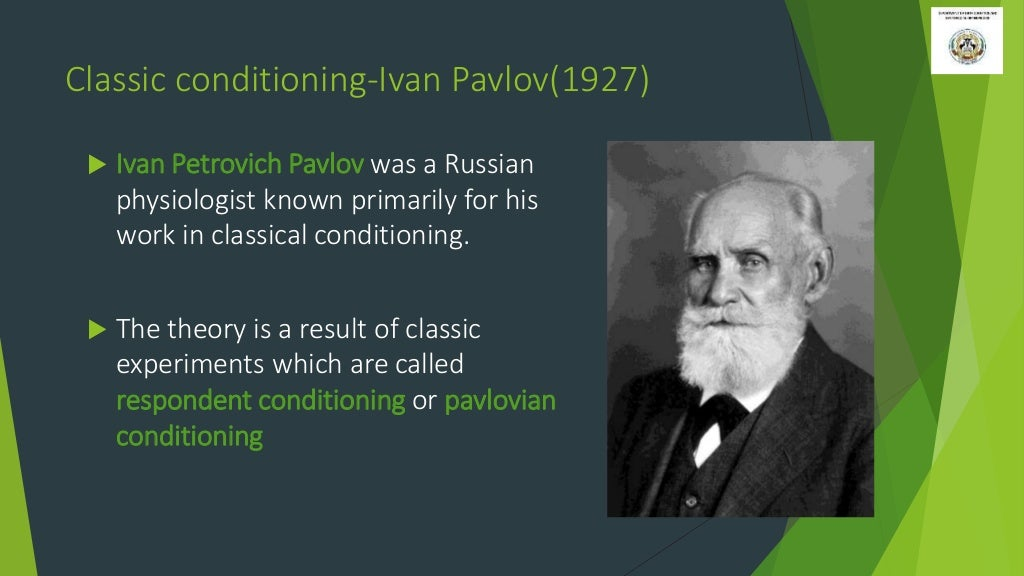 Classic conditioning-Ivan Pavlov(1927)
Ivan Petrovich Pavlov was a Russian
physiologist known primarily for his
work in classical conditioning.
The theory is a result of classic
experiments which are called
respondent conditioning or pavlovian
conditioning